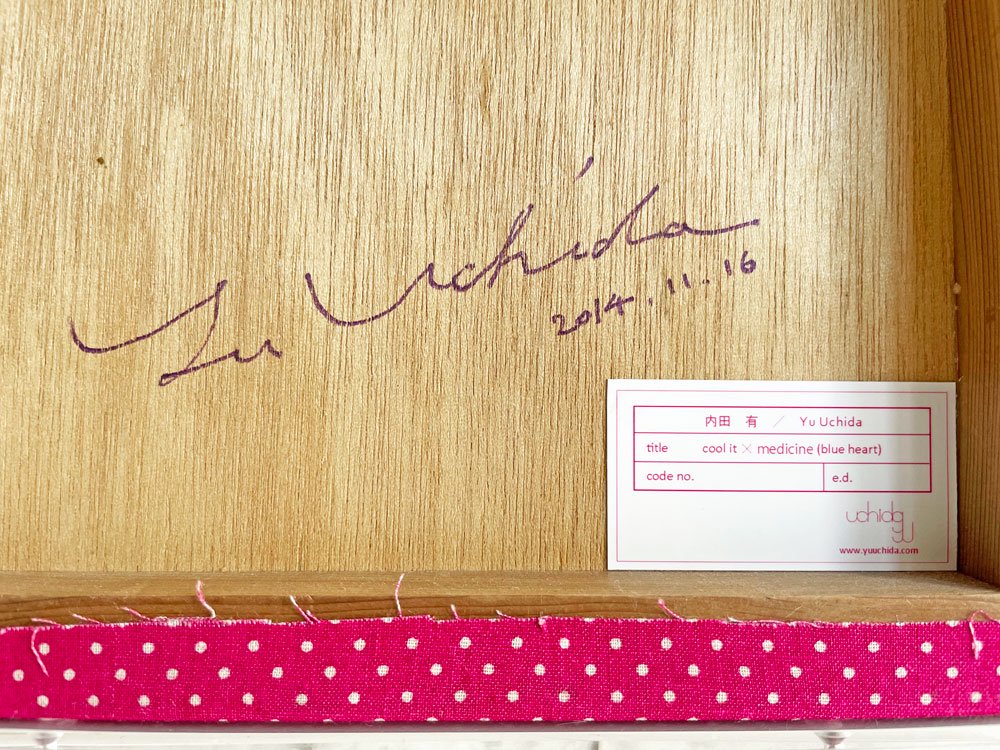 Yu Uchida
2014.11.16
内田 有 ／ Yu Uchida
title cool it × medicine (blue heart)
code no. e.d.
uchida yu
www.yuuchida.com